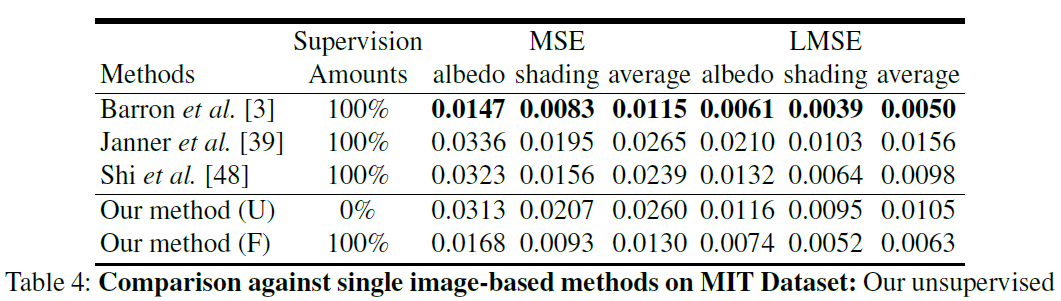 Supervision MSE LMSE
Methods Amounts albedo shading average albedo shading average
Barron et al. [3] 100% 0.0147 0.0083 0.0115 0.0061 0.0039 0.0050
Janner et al. [39] 100% 0.0336 0.0195 0.0265 0.0210 0.0103 0.0156
Shi et al. [48] 100% 0.0323 0.0156 0.0239 0.0132 0.0064 0.0098
Our method (U) 0% 0.0313 0.0207 0.0260 0.0116 0.0095 0.0105
Our method (F) 100% 0.0168 0.0093 0.0130 0.0074 0.0052 0.0063
Table 4: Comparison against single image-based methods on MIT Dataset: Our unsupervised